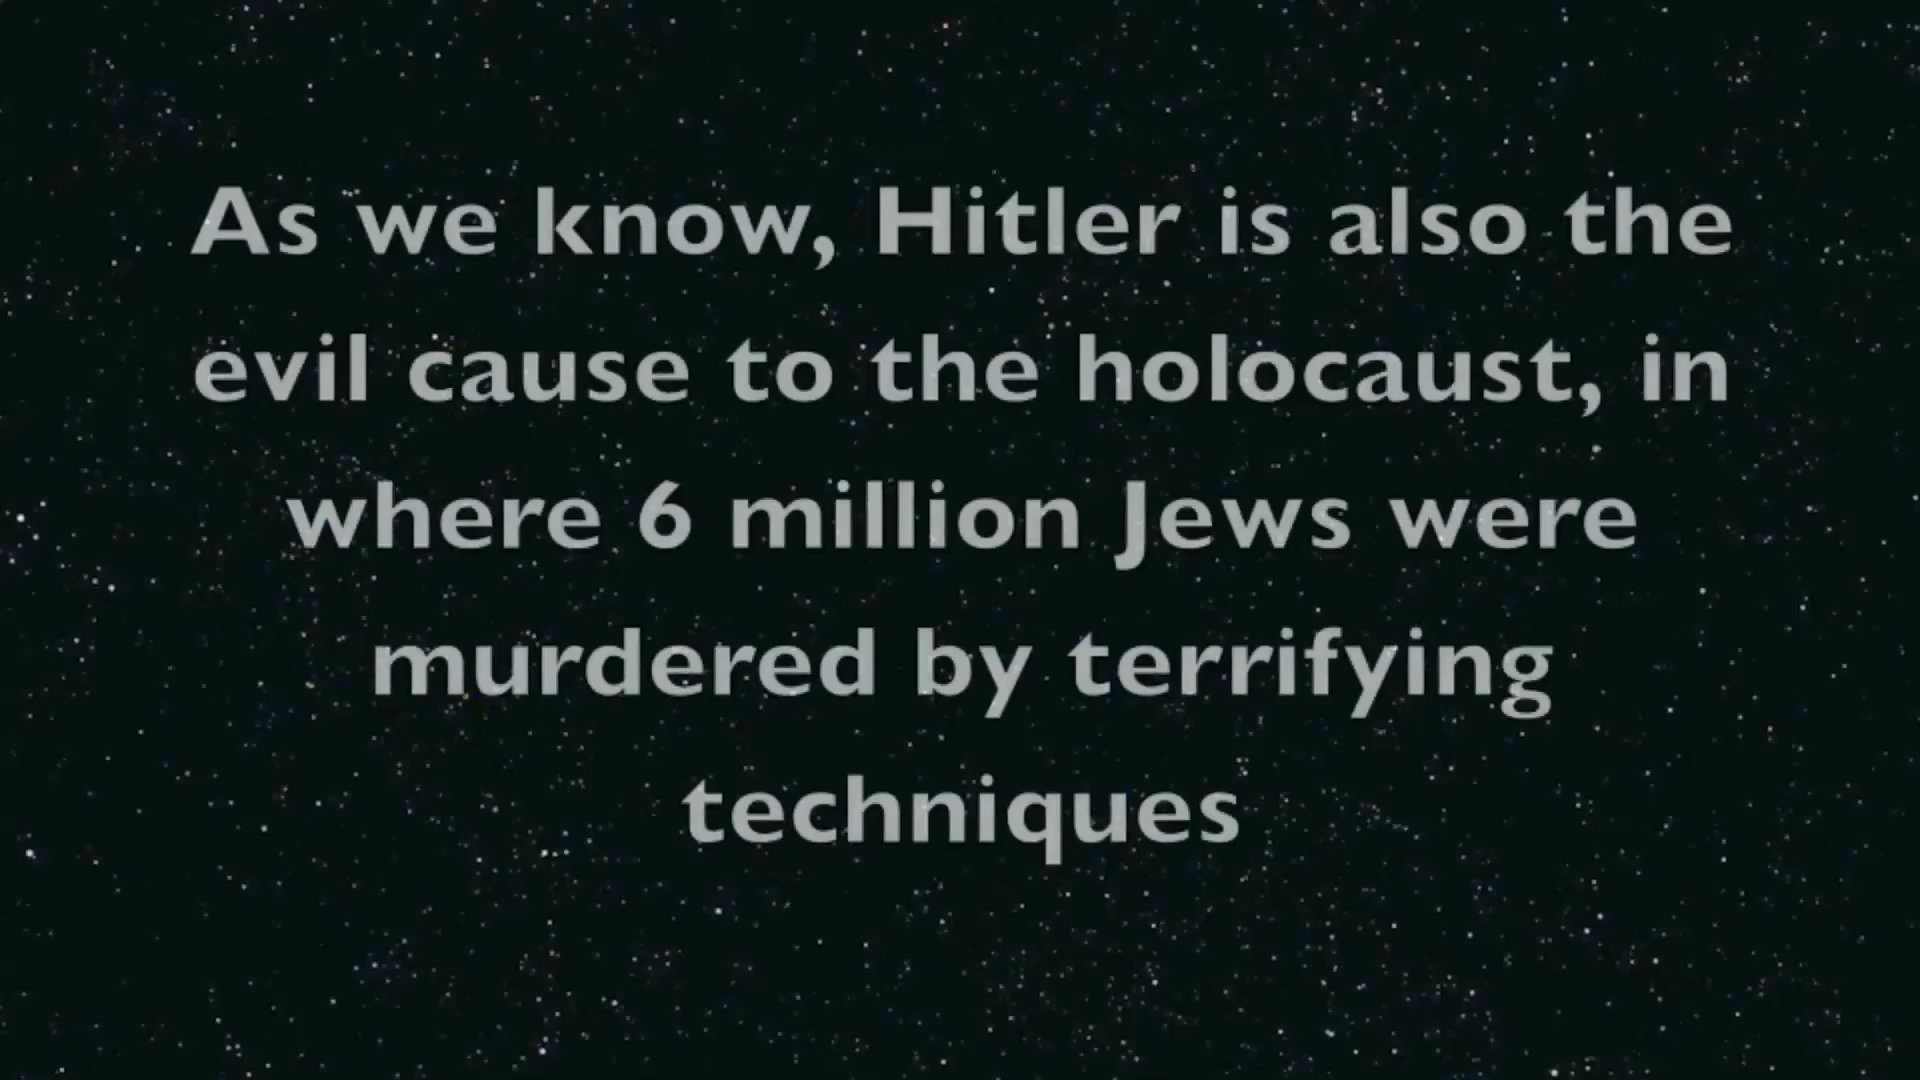 As we know, Hitler is also the
evil cause to the holocaust, in
where 6 million Jews were
murdered by terrifying
techniques